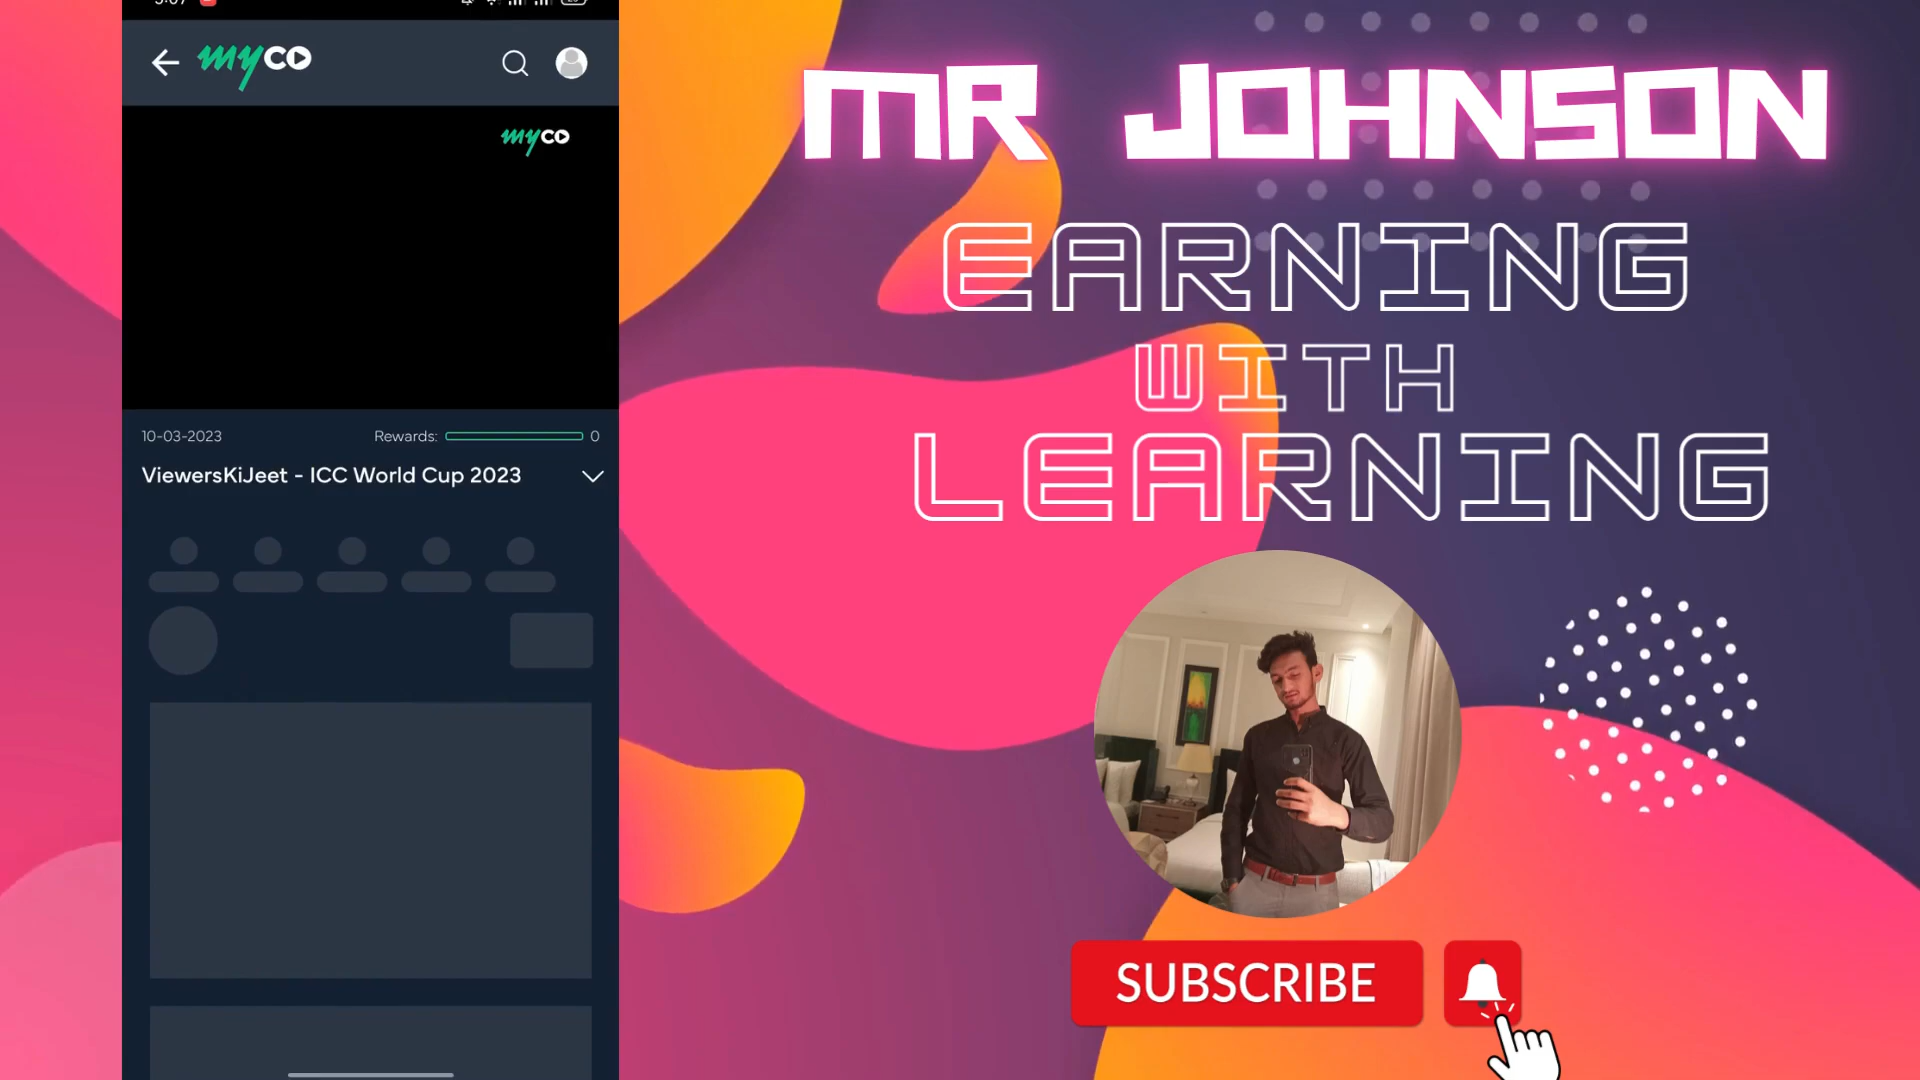 myco
myco
10-03-2023
Rewards: 0
ViewersKiJeet - ICC World Cup 2023
MR JOHNSON
EARNING
WITH
LEARNING
SUBSCRIBE